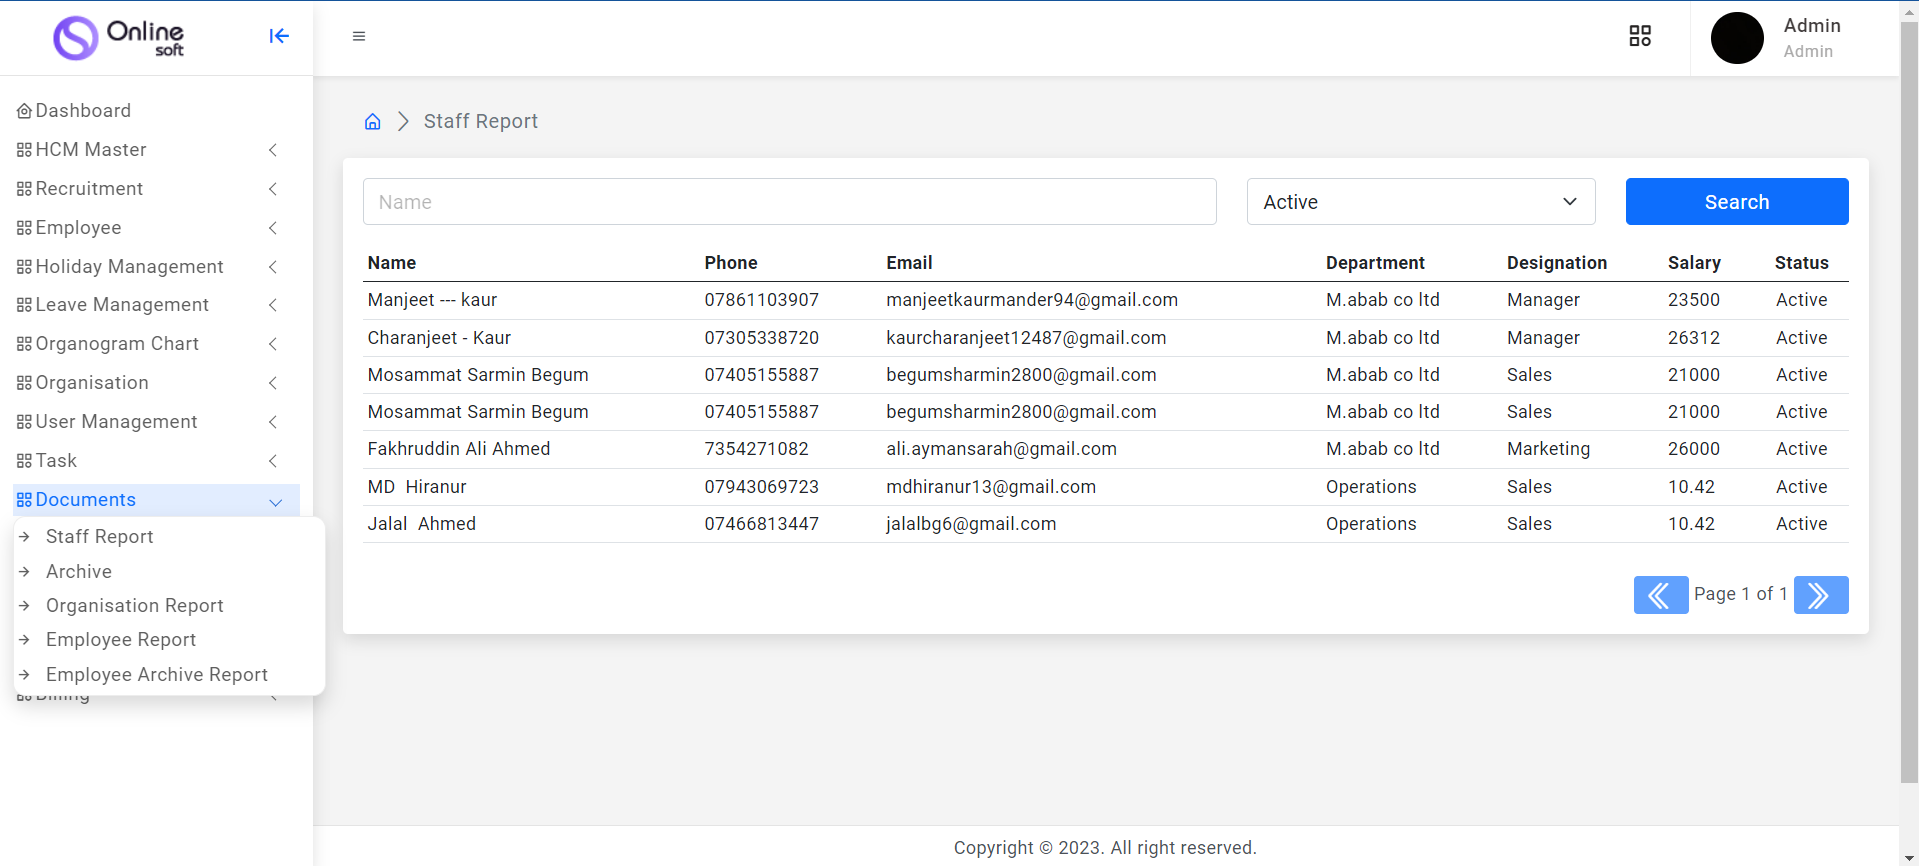 Online
soft
Admin
Admin
Dashboard
HCM Master
Recruitment
Employee
Holiday Management
Leave Management
Organogram Chart
Organisation
User Management
Task
Documents
Staff Report
Archive
Organisation Report
Employee Report
Employee Archive Report
Billing
Staff Report
Name Active Search
Name Phone Email Department Designation Salary Status
Manjeet --- kaur 07861103907 manjeetkaurmander94@gmail.com M.abab co ltd Manager 23500 Active
Charanjeet - Kaur 07305338720 kaurcharanjeet12487@gmail.com M.abab co ltd Manager 26312 Active
Mosammat Sarmin Begum 07405155887 begumsharmin2800@gmail.com M.abab co ltd Sales 21000 Active
Mosammat Sarmin Begum 07405155887 begumsharmin2800@gmail.com M.abab co ltd Sales 21000 Active
Fakhruddin Ali Ahmed 7354271082 ali.aymansarah@gmail.com M.abab co ltd Marketing 26000 Active
MD  Hiranur 07943069723 mdhiranur13@gmail.com Operations Sales 10.42 Active
Jalal  Ahmed 07466813447 jalalbg6@gmail.com Operations Sales 10.42 Active
Page 1 of 1
Copyright © 2023. All right reserved.